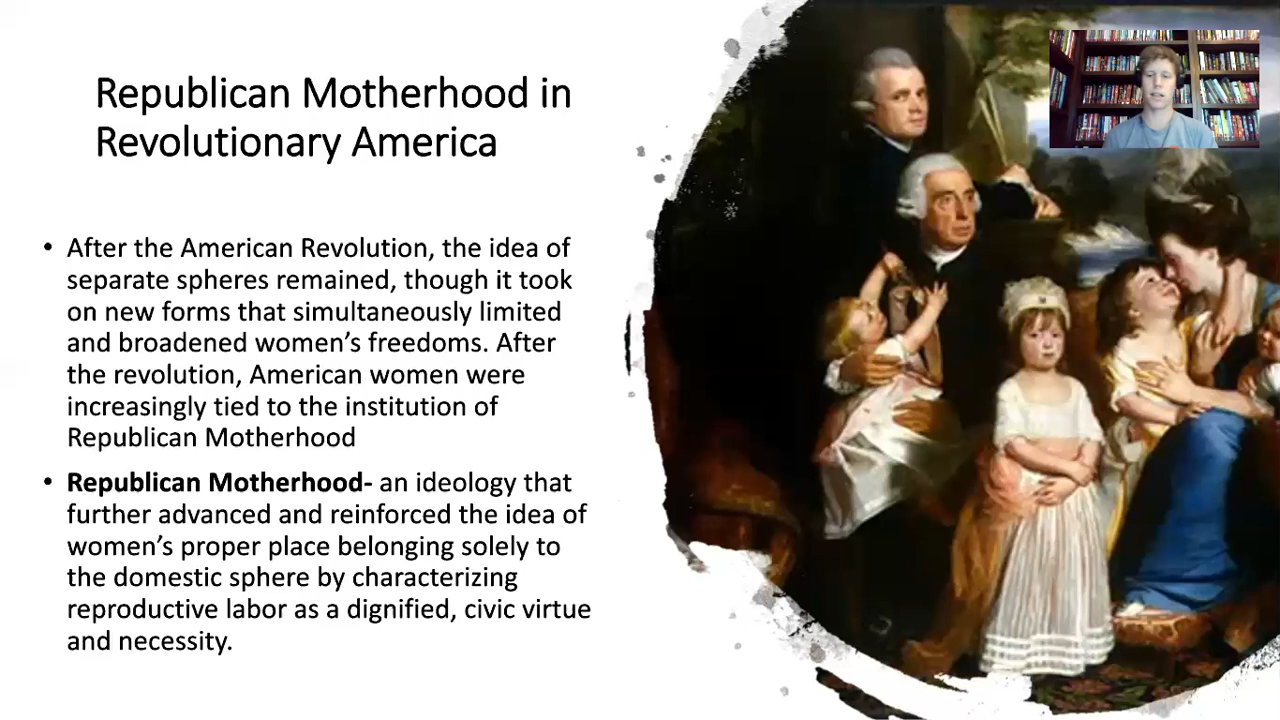 Republican Motherhood in
Revolutionary America
• After the American Revolution, the idea of
separate spheres remained, though it took
on new forms that simultaneously limited
and broadened women’s freedoms. After
the revolution, American women were
increasingly tied to the institution of
Republican Motherhood
• Republican Motherhood- an ideology that
further advanced and reinforced the idea of
women’s proper place belonging solely to
the domestic sphere by characterizing
reproductive labor as a dignified, civic virtue
and necessity.